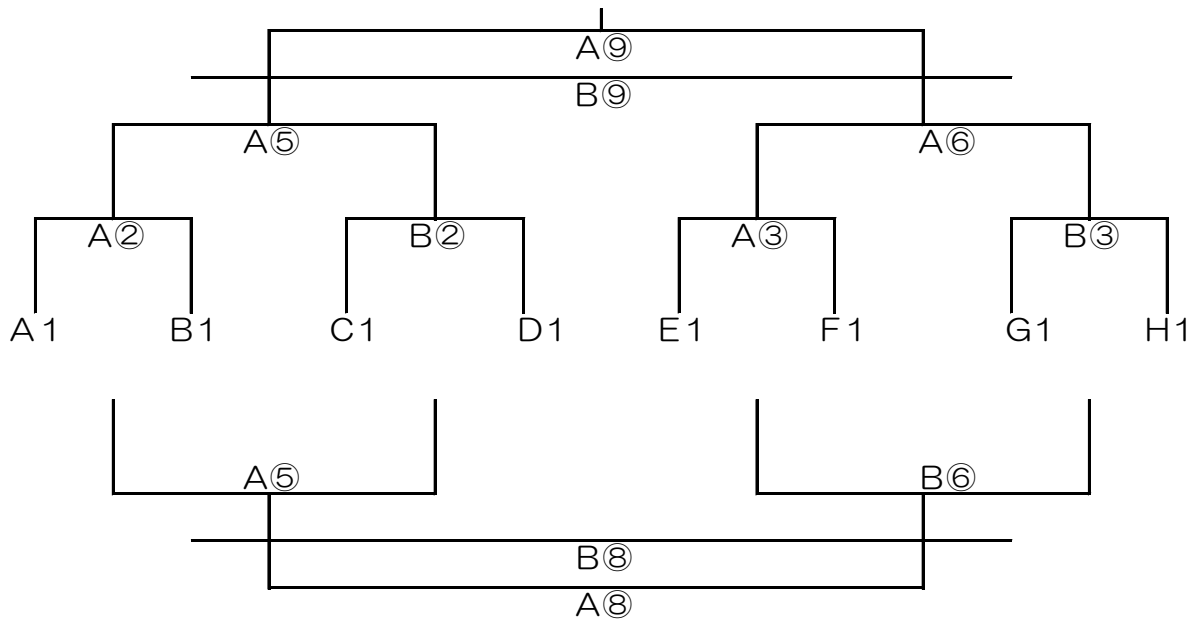 A⑨
B⑨
A⑤ A⑥
A② B② A③ B③
A1 B1 C1 D1 E1 F1 G1 H1
A⑤ B⑥
B⑧
A⑧